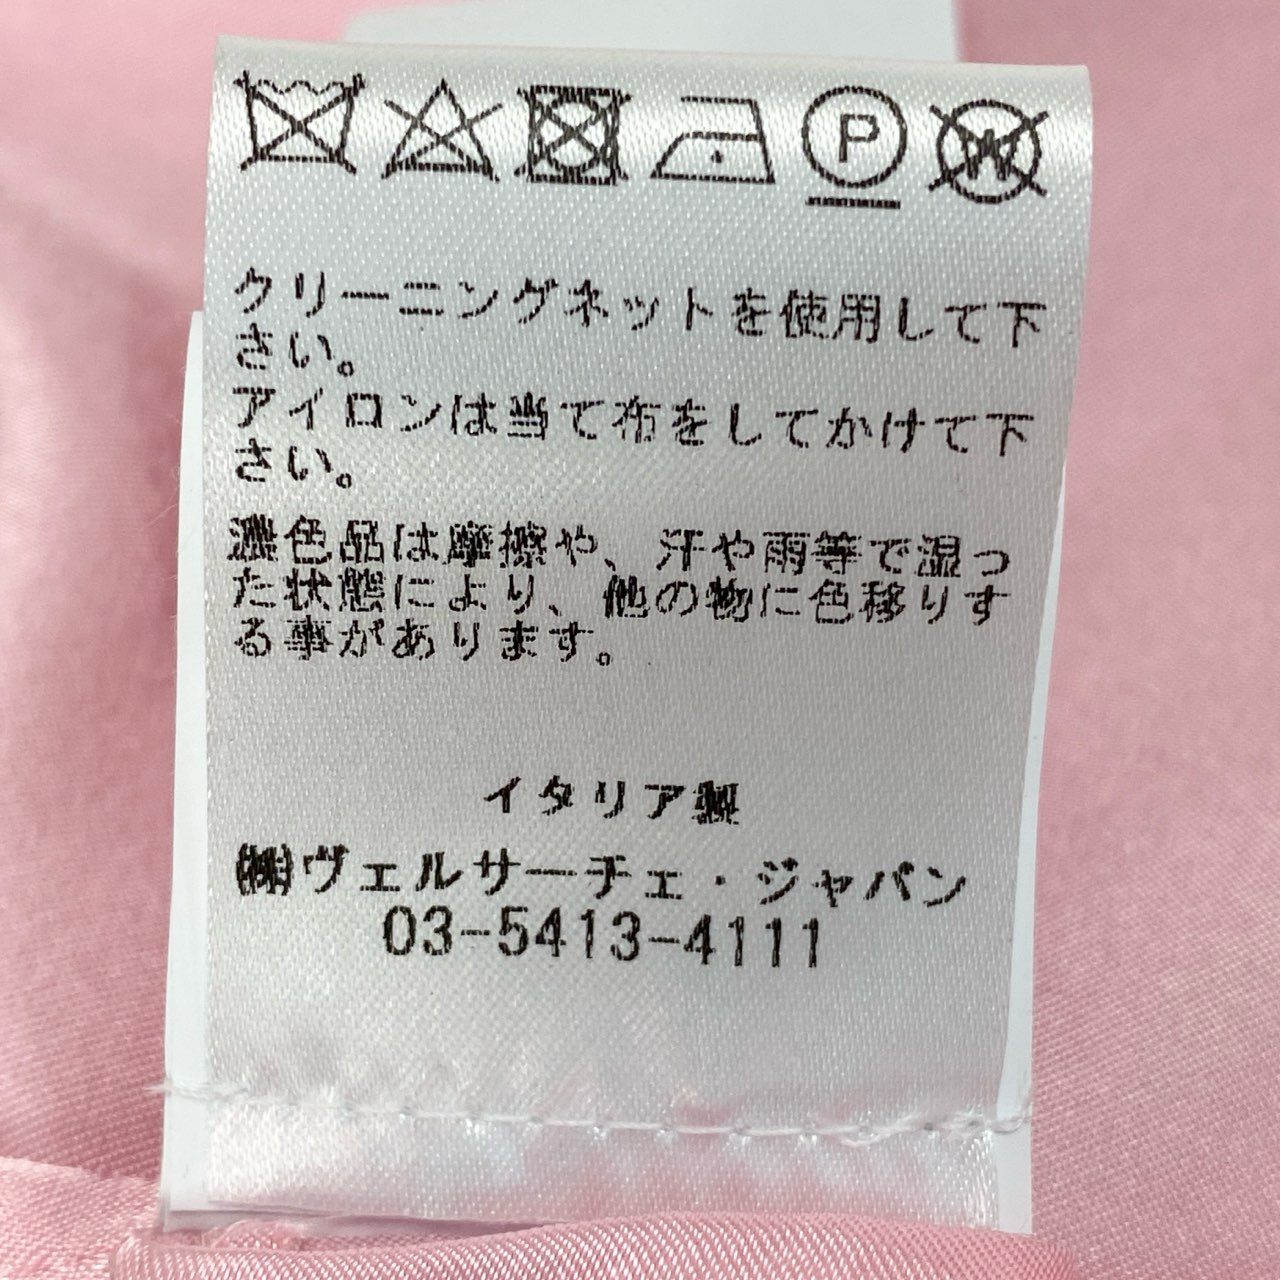 P W
クリーニングネットを使用して下
さい。
アイロンは当て布をしてかけて下
さい。
濃色品は摩擦や、汗や雨等で湿っ
た状態により、他の物に色移りす
る事があります。
イタリア製
㈱ヴェルサーチェ・ジャパン
03-5413-4111